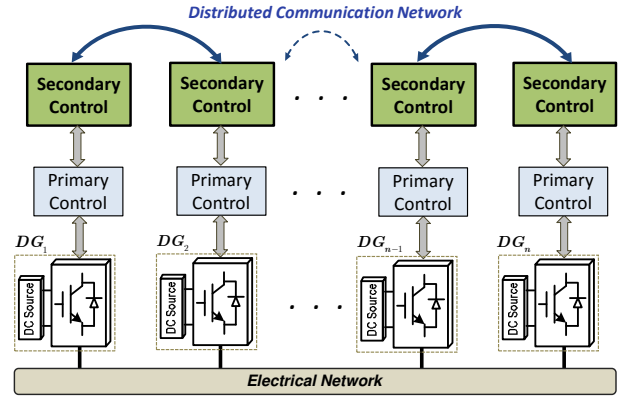 Distributed Communication Network
Secondary Control
Secondary Control
. . .
Secondary Control
Secondary Control
Primary Control
Primary Control
. . .
Primary Control
Primary Control
DG₁
DG₂
DGₙ₋₁
DGₙ
DC Source
DC Source
. . .
DC Source
DC Source
Electrical Network